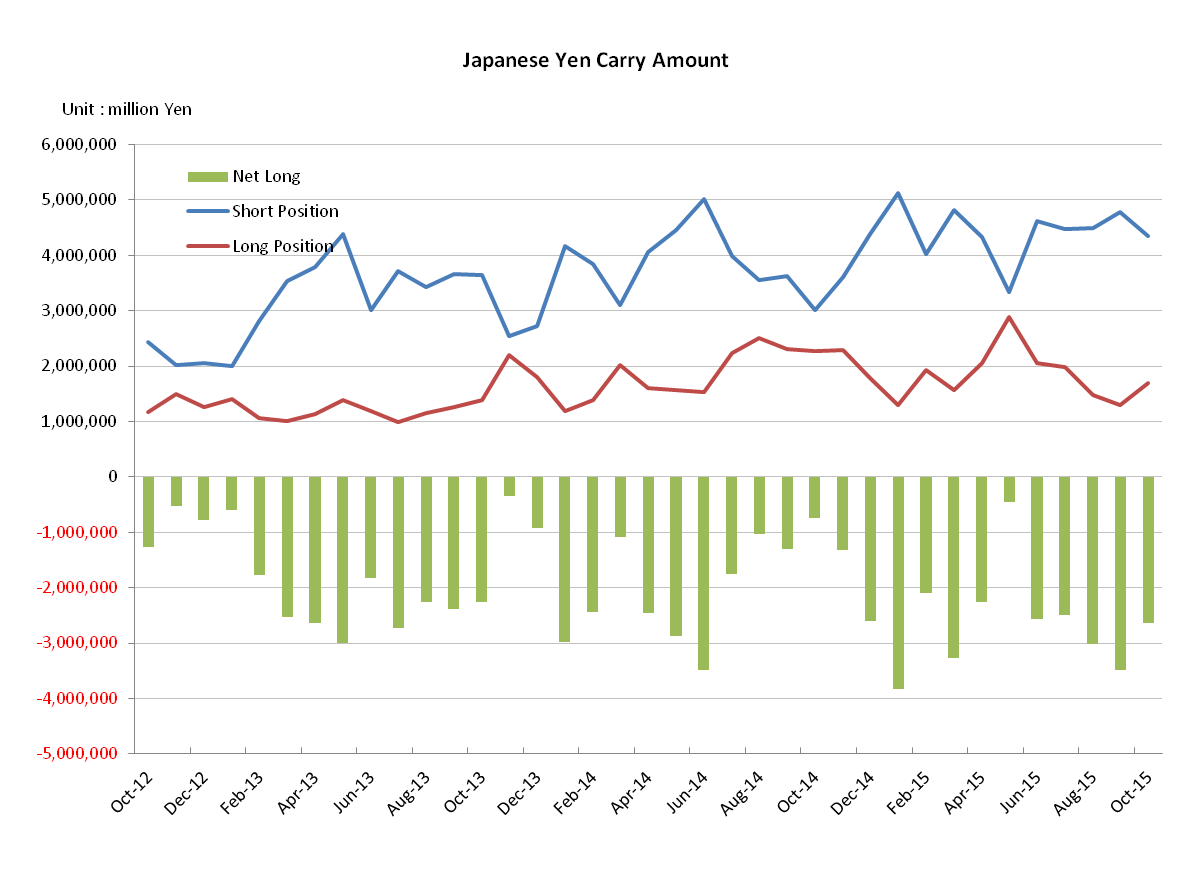 Japanese Yen Carry Amount
Unit : million Yen
6,000,000
5,000,000
4,000,000
3,000,000
2,000,000
1,000,000
0
-1,000,000
-2,000,000
-3,000,000
-4,000,000
-5,000,000
Net Long
Short Position
Long Position
Oct-12
Dec-12
Feb-13
Apr-13
Jun-13
Aug-13
Oct-13
Dec-13
Feb-14
Apr-14
Jun-14
Aug-14
Oct-14
Dec-14
Feb-15
Apr-15
Jun-15
Aug-15
Oct-15